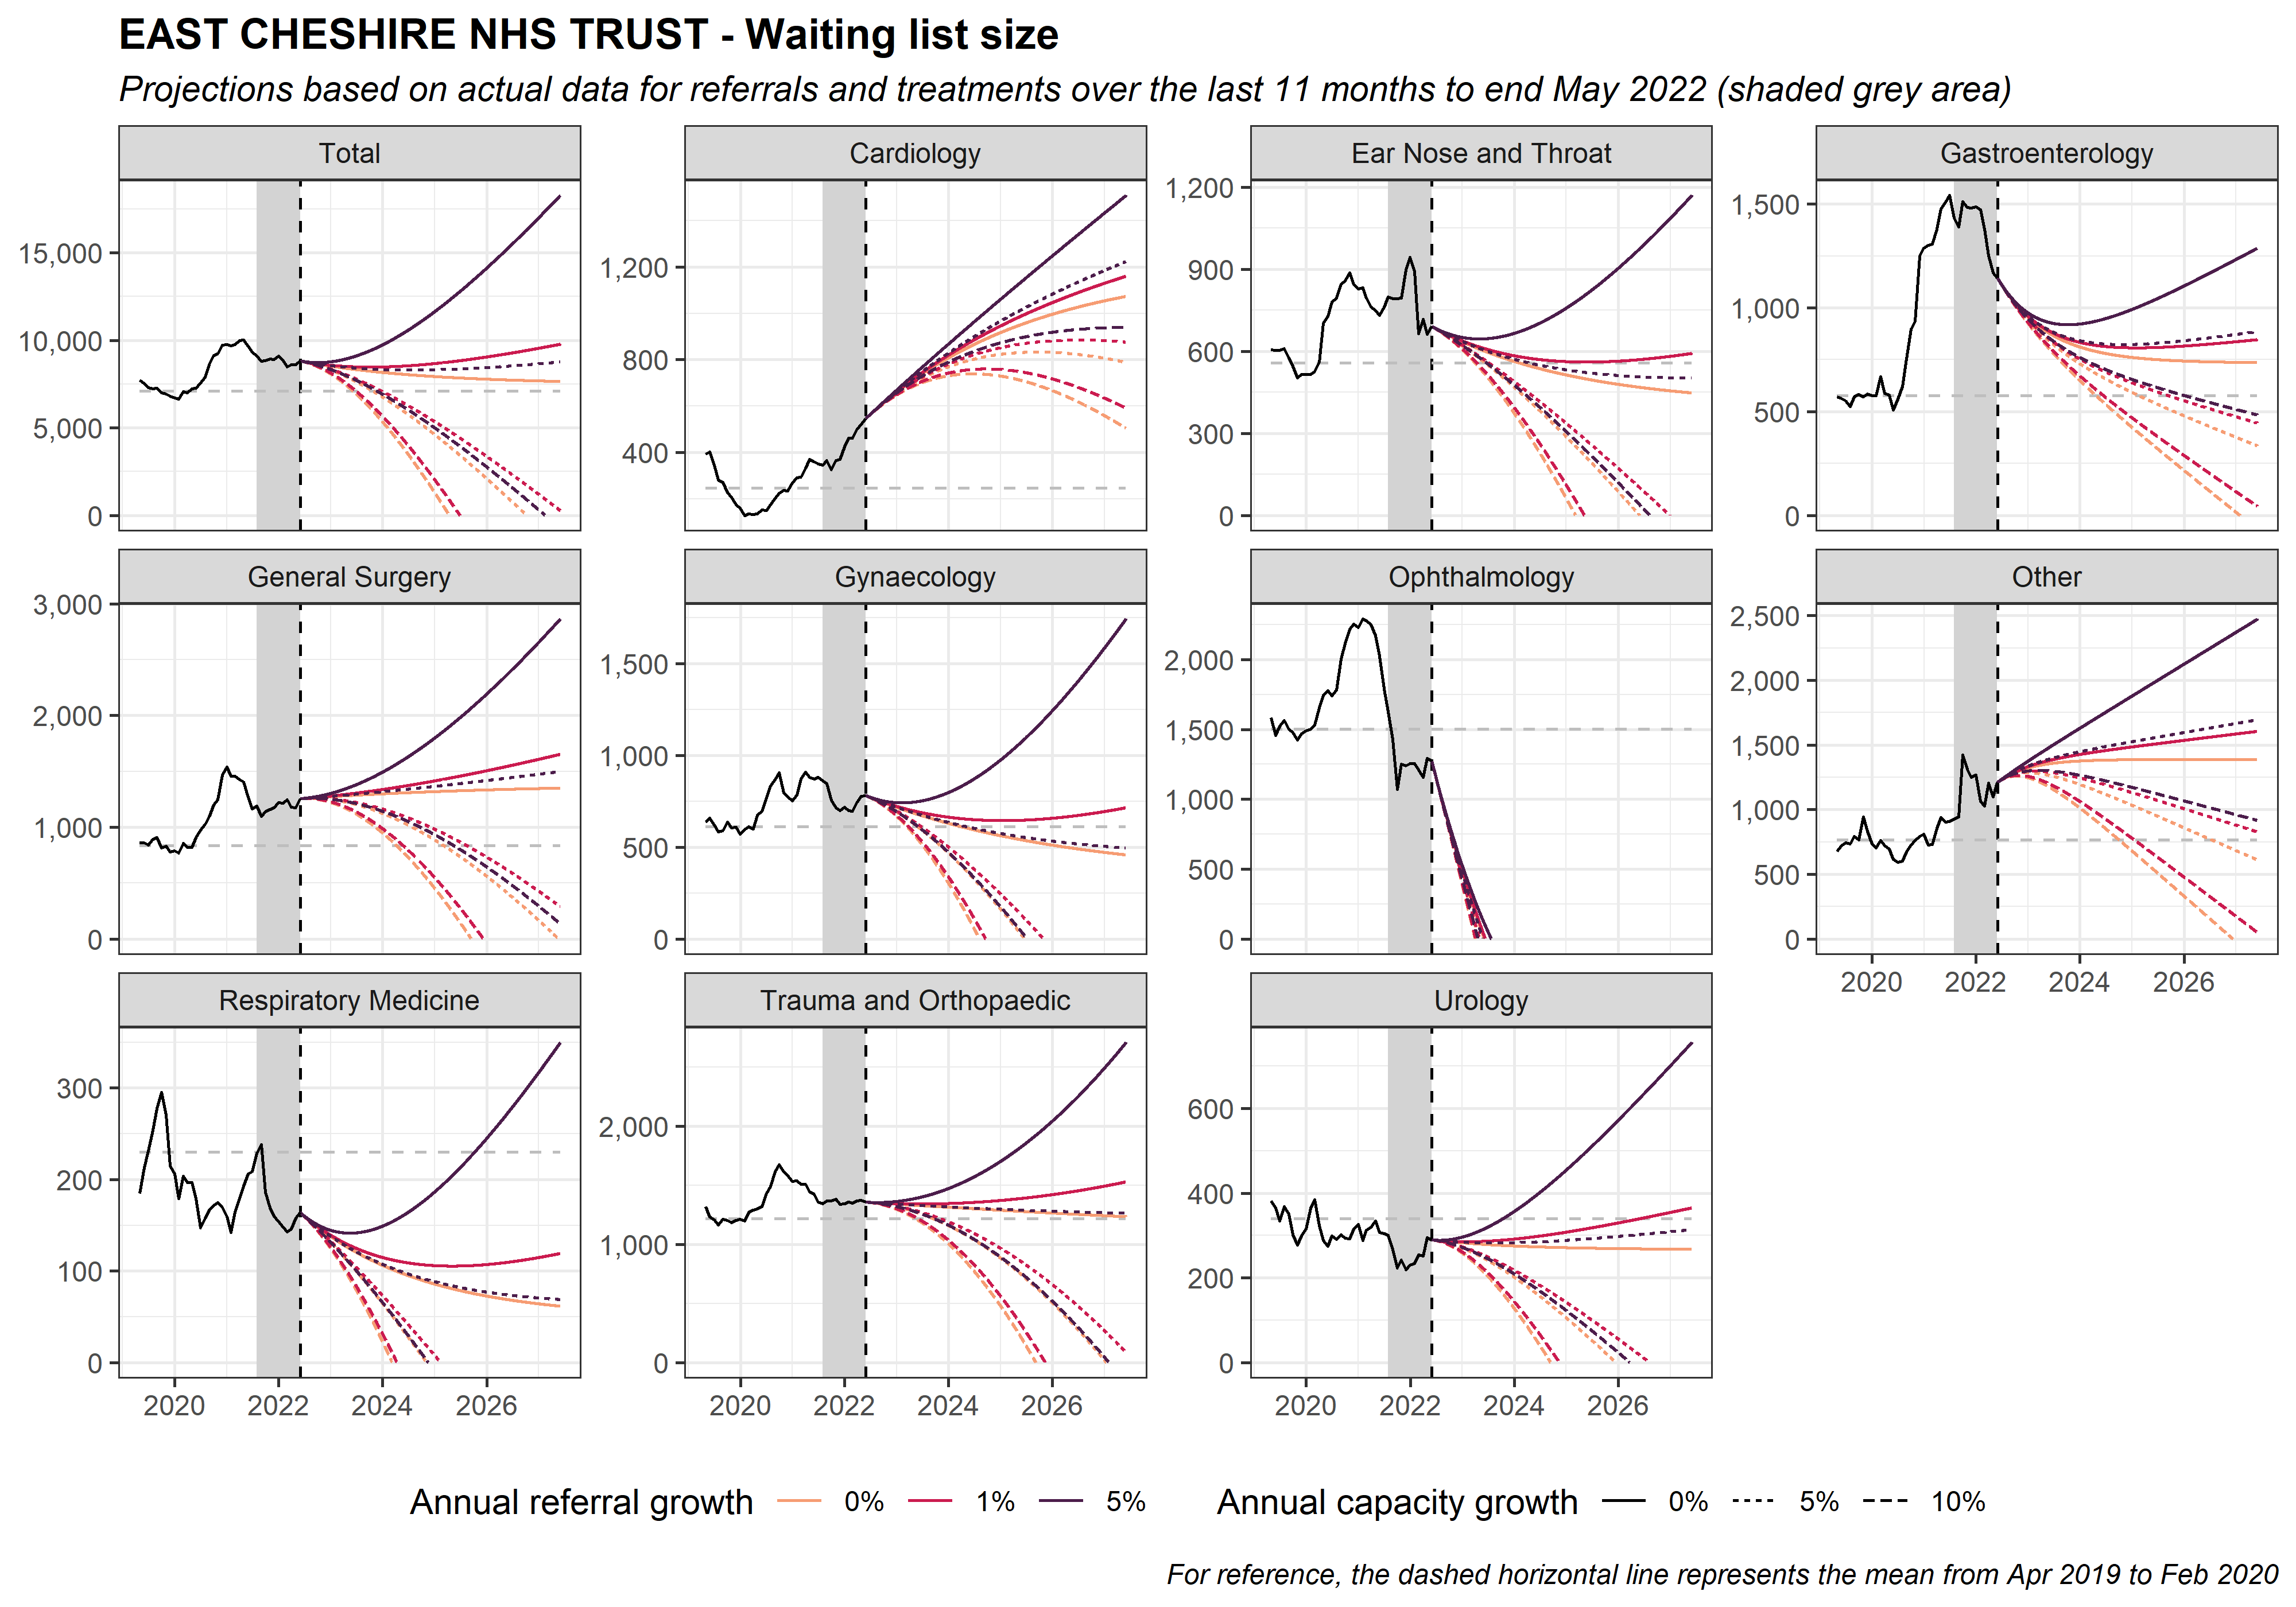 EAST CHESHIRE NHS TRUST - Waiting list size
Projections based on actual data for referrals and treatments over the last 11 months to end May 2022 (shaded grey area)
Total
Cardiology
Ear Nose and Throat
Gastroenterology
15,000
10,000
5,000
0
1,200
800
400
1,200
900
600
300
0
1,500
1,000
500
0
General Surgery
Gynaecology
Ophthalmology
Other
3,000
2,000
1,000
0
1,500
1,000
500
0
2,000
1,500
1,000
500
0
2,500
2,000
1,500
1,000
500
0
2020 2022 2024 2026
Respiratory Medicine
Trauma and Orthopaedic
Urology
300
200
100
0
2,000
1,000
0
600
400
200
0
2020 2022 2024 2026
2020 2022 2024 2026
2020 2022 2024 2026
Annual referral growth 0% 1% 5%
Annual capacity growth 0% 5% 10%
For reference, the dashed horizontal line represents the mean from Apr 2019 to Feb 2020